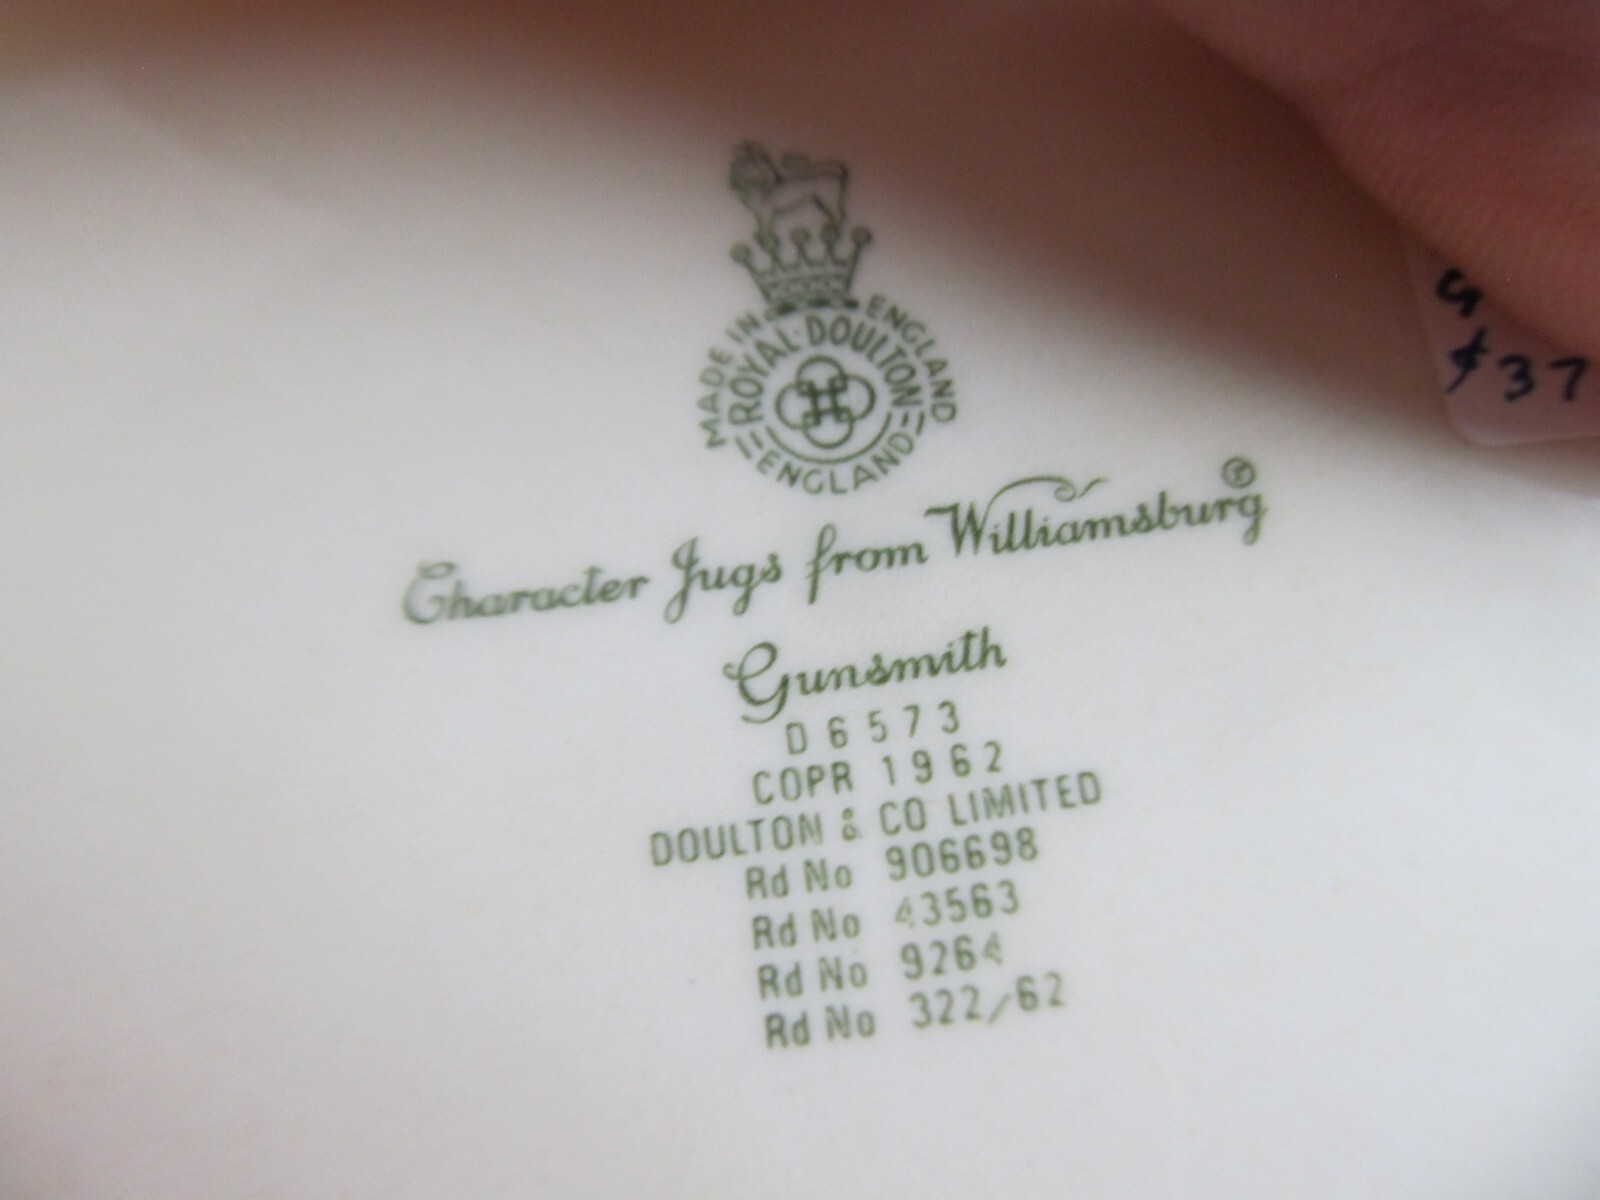 MADE IN ENGLAND
ROYAL·DOULTON
ENGLAND
Character Jugs from Williamsburg®
Gunsmith
D 6573
COPR 1962
DOULTON & CO LIMITED
Rd No 906698
Rd No 43563
Rd No 9264
Rd No 322/62
$37